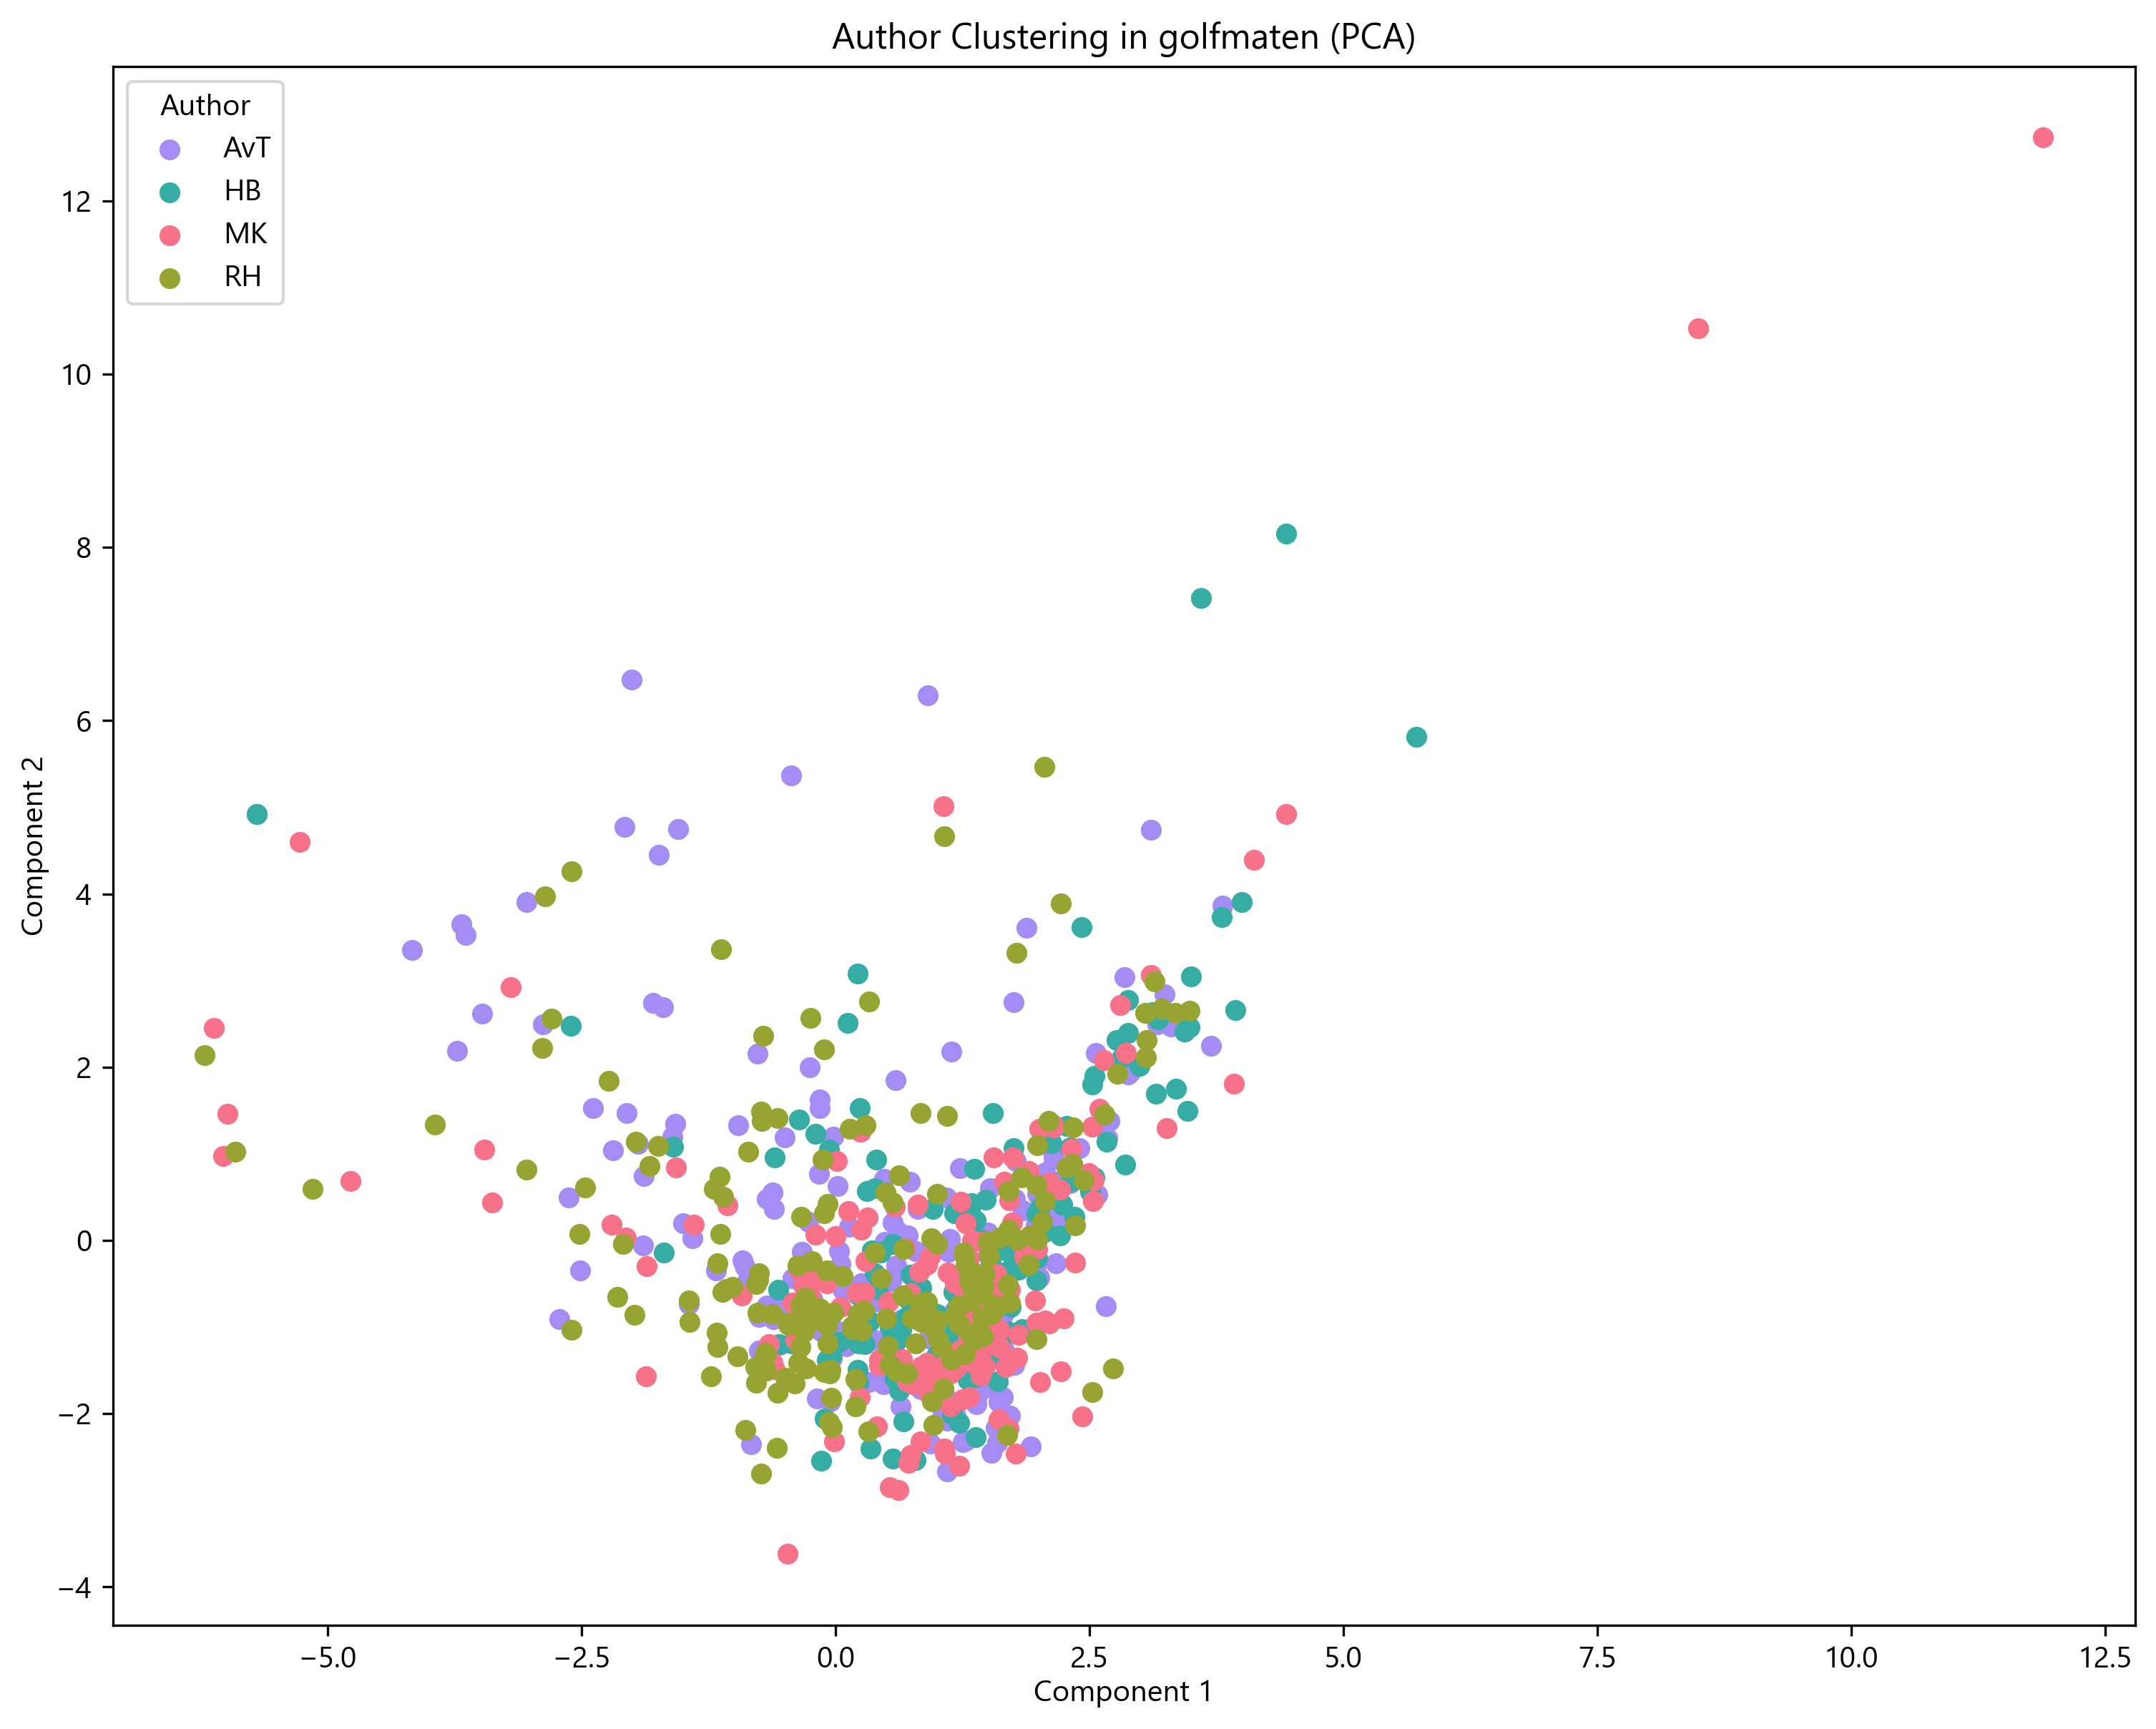 Author Clustering in golfmaten (PCA)
Author
AvT
HB
MK
RH
12
10
8
6
4
2
0
−2
−4
Component 2
−5.0
−2.5
0.0
2.5
5.0
7.5
10.0
12.5
Component 1